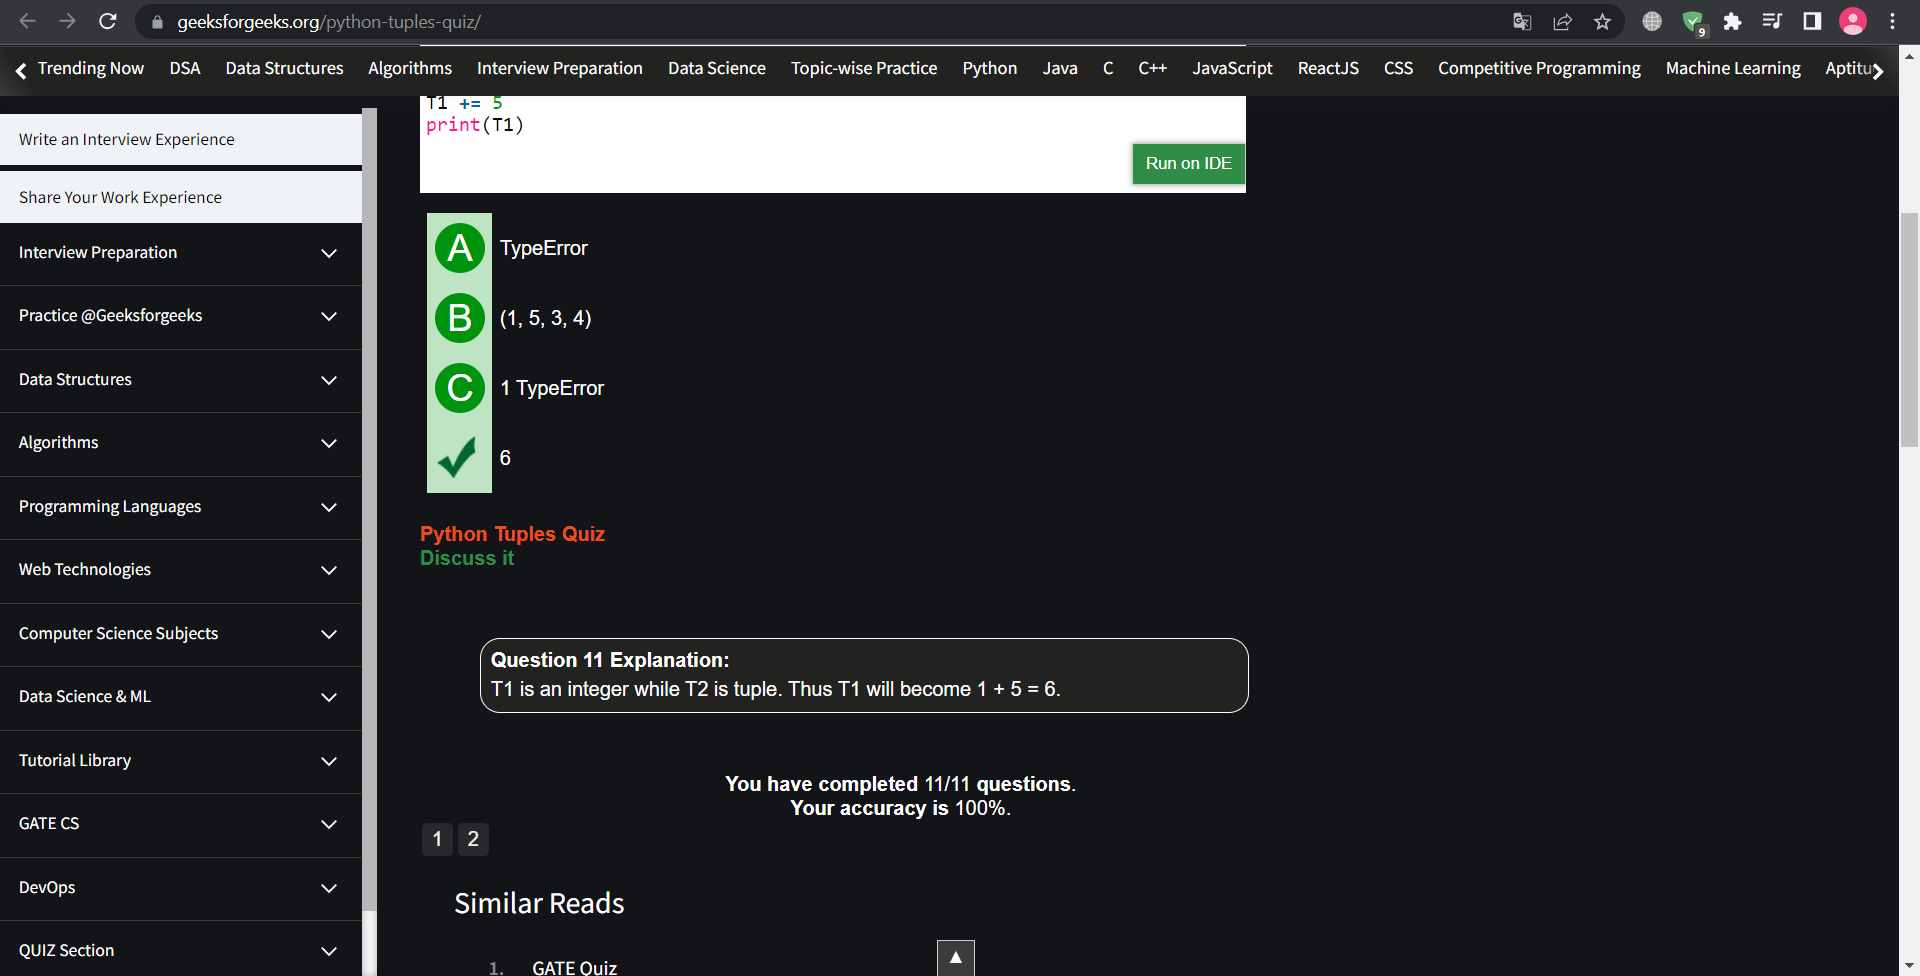 geeksforgeeks.org/python-tuples-quiz/
9
Trending Now DSA Data Structures Algorithms Interview Preparation Data Science Topic-wise Practice Python Java C C++ JavaScript ReactJS CSS Competitive Programming Machine Learning Aptitu
Write an Interview Experience
Share Your Work Experience
Interview Preparation
Practice @Geeksforgeeks
Data Structures
Algorithms
Programming Languages
Web Technologies
Computer Science Subjects
Data Science & ML
Tutorial Library
GATE CS
DevOps
QUIZ Section
T1 += 5
print(T1)
Run on IDE
A TypeError
B (1, 5, 3, 4)
C 1 TypeError
6
Python Tuples Quiz
Discuss it
Question 11 Explanation:
T1 is an integer while T2 is tuple. Thus T1 will become 1 + 5 = 6.
You have completed 11/11 questions.
Your accuracy is 100%.
1 2
Similar Reads
1. GATE Quiz